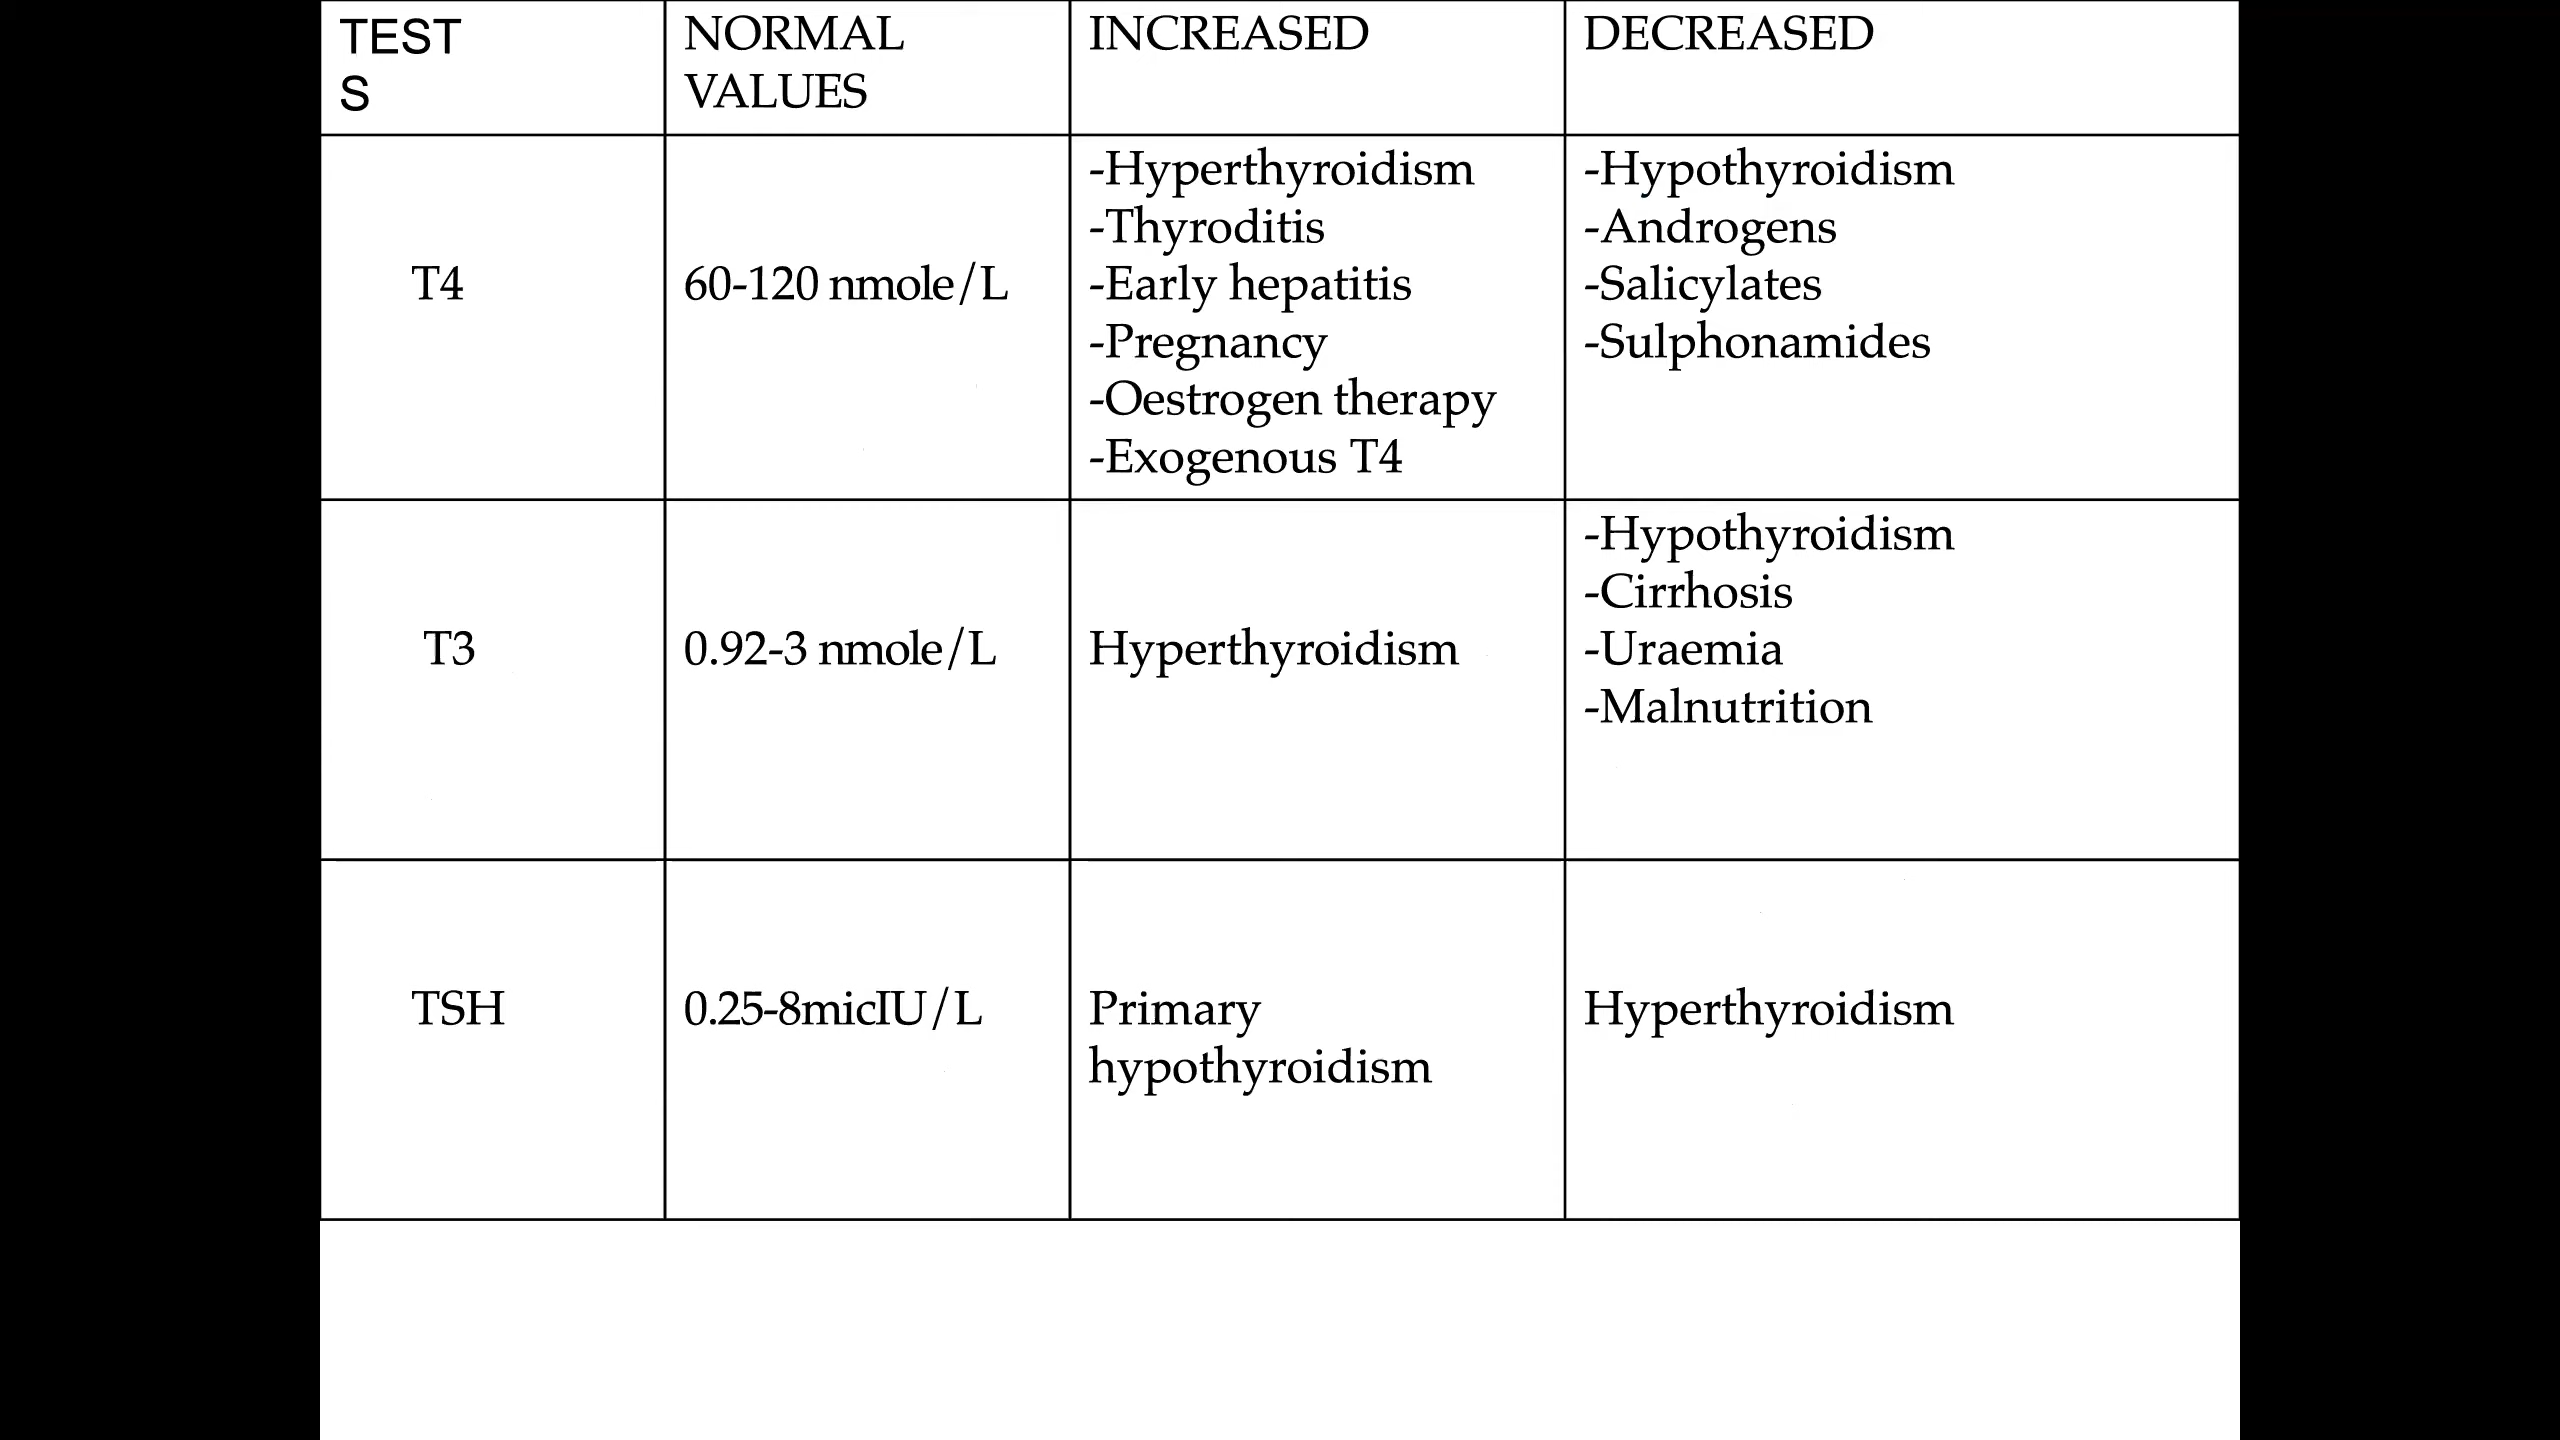 TEST
S
NORMAL
VALUES
INCREASED
DECREASED
T4
60-120 nmole/L
-Hyperthyroidism
-Thyroditis
-Early hepatitis
-Pregnancy
-Oestrogen therapy
-Exogenous T4
-Hypothyroidism
-Androgens
-Salicylates
-Sulphonamides
T3
0.92-3 nmole/L
Hyperthyroidism
-Hypothyroidism
-Cirrhosis
-Uraemia
-Malnutrition
TSH
0.25-8micIU/L
Primary
hypothyroidism
Hyperthyroidism